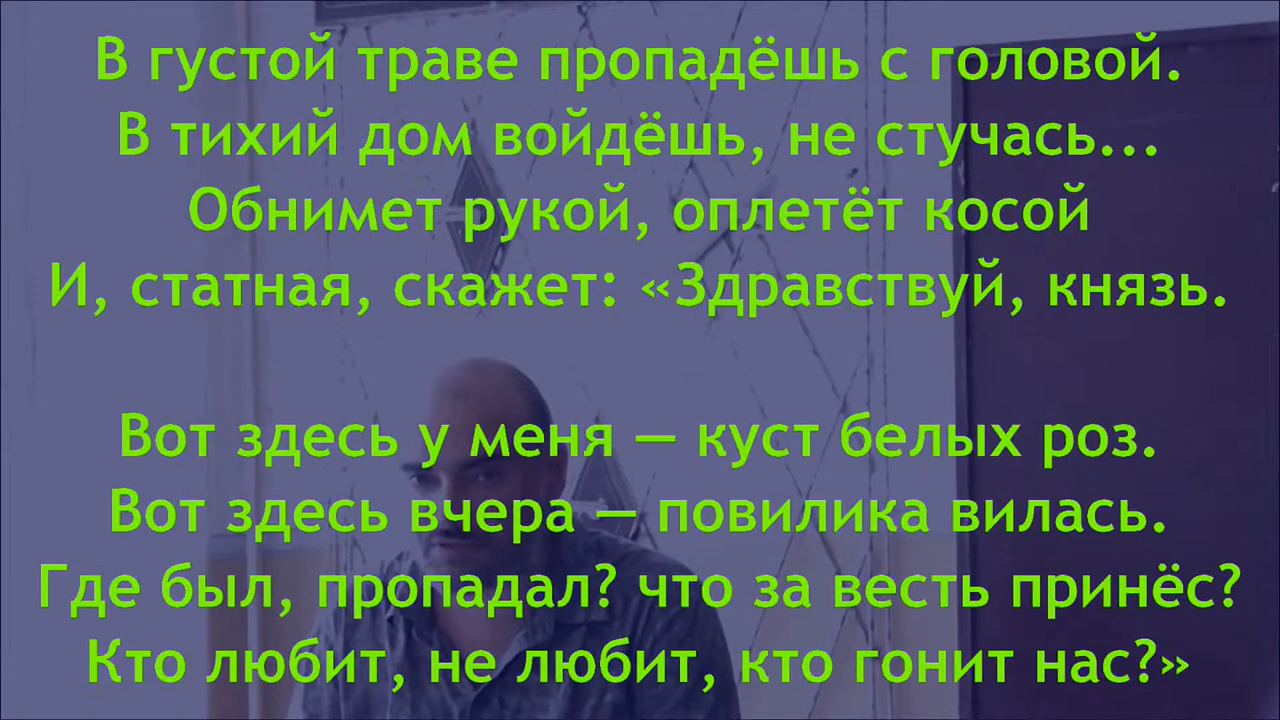 В густой траве пропадёшь с головой.
В тихий дом войдёшь, не стучась...
Обнимет рукой, оплетёт косой
И, статная, скажет: «Здравствуй, князь.
Вот здесь у меня — куст белых роз.
Вот здесь вчера — повилика вилась.
Где был, пропадал? что за весть принёс?
Кто любит, не любит, кто гонит нас?»